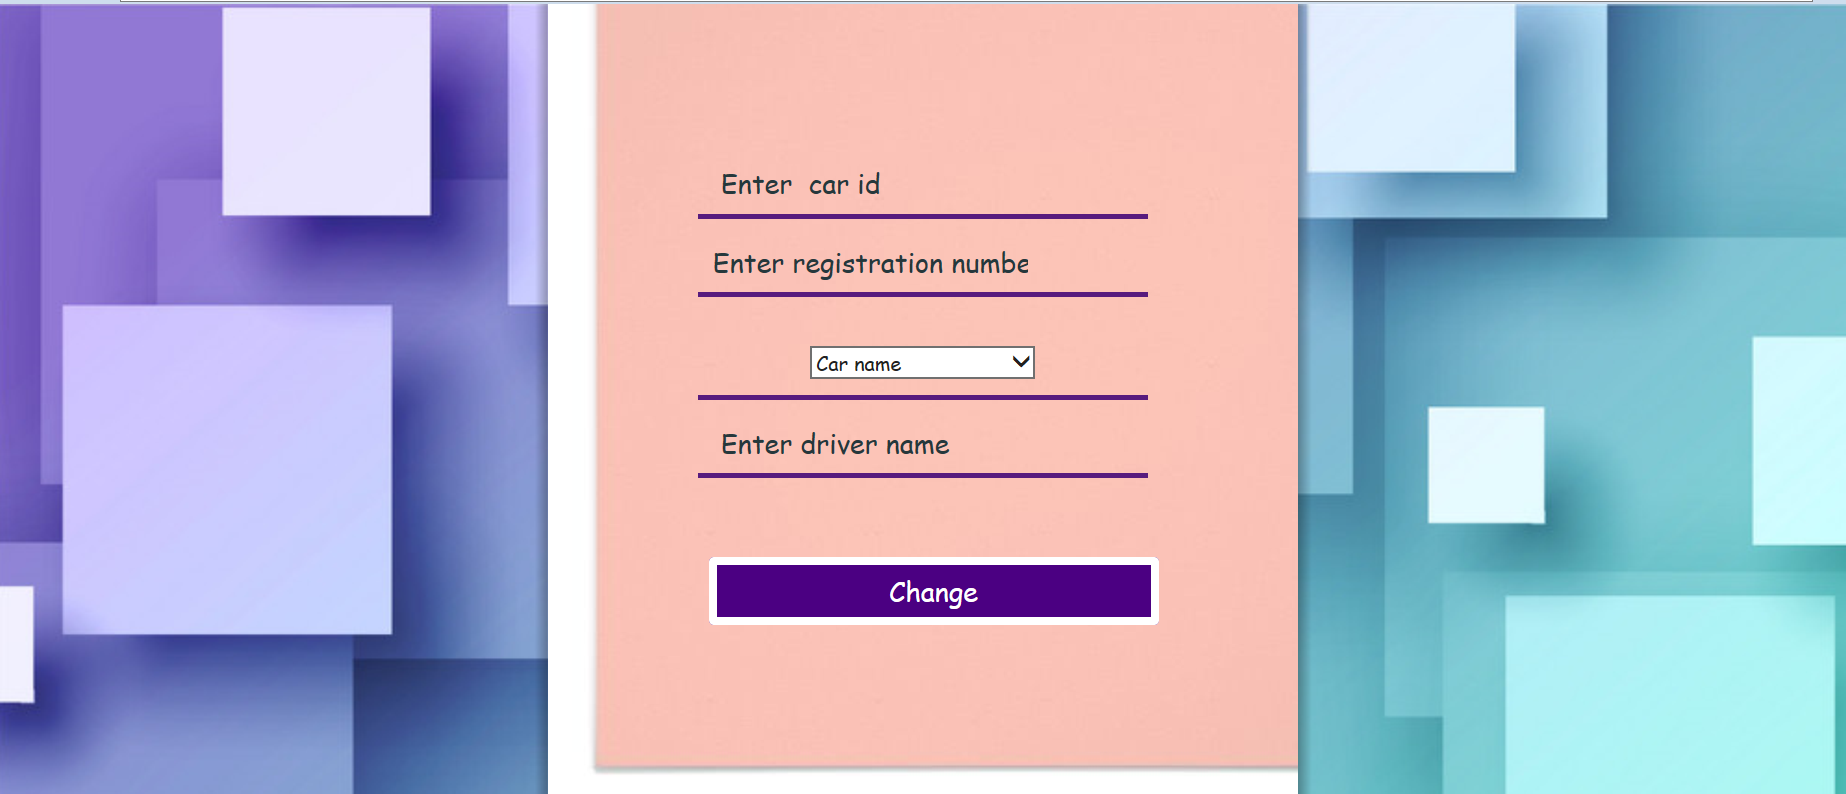 Enter  car id
Enter registration numbe
Car name
Enter driver name
Change